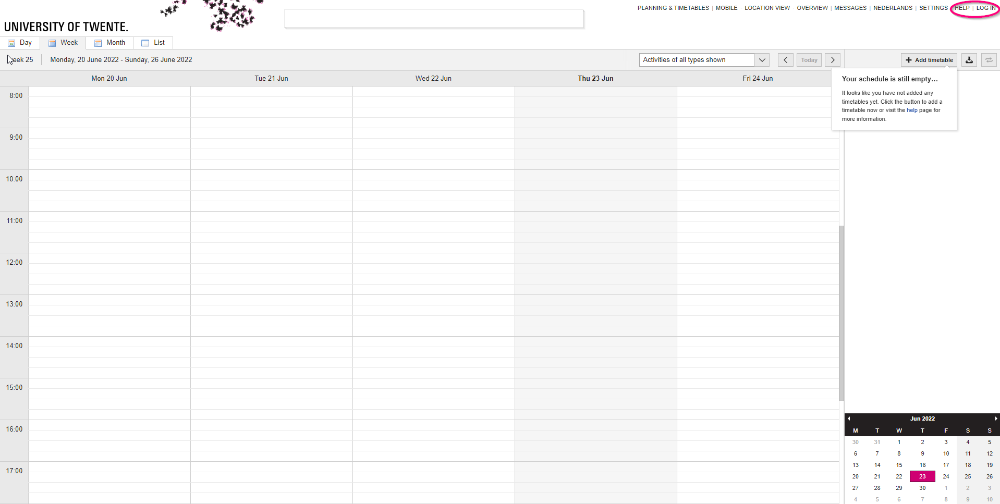 PLANNING & TIMETABLES | MOBILE · LOCATION VIEW · OVERVIEW | MESSAGES | NEDERLANDS | SETTINGS HELP | LOG IN
UNIVERSITY OF TWENTE.
Day Week Month List
eek 25 Monday, 20 June 2022 - Sunday, 26 June 2022 Activities of all types shown Today + Add timetable
Mon 20 Jun Tue 21 Jun Wed 22 Jun Thu 23 Jun Fri 24 Jun
Your schedule is still empty...
It looks like you have not added any
timetables yet. Click the button to add a
timetable now or visit the help page for
more information.
8:00
9:00
10:00
11:00
12:00
13:00
14:00
15:00
16:00
17:00
Jun 2022
M T W T F S S
30 31 1 2 3 4 5
6 7 8 9 10 11 12
13 14 15 16 17 18 19
20 21 22 23 24 25 26
27 28 29 30 1 2 3
4 5 6 7 8 9 10